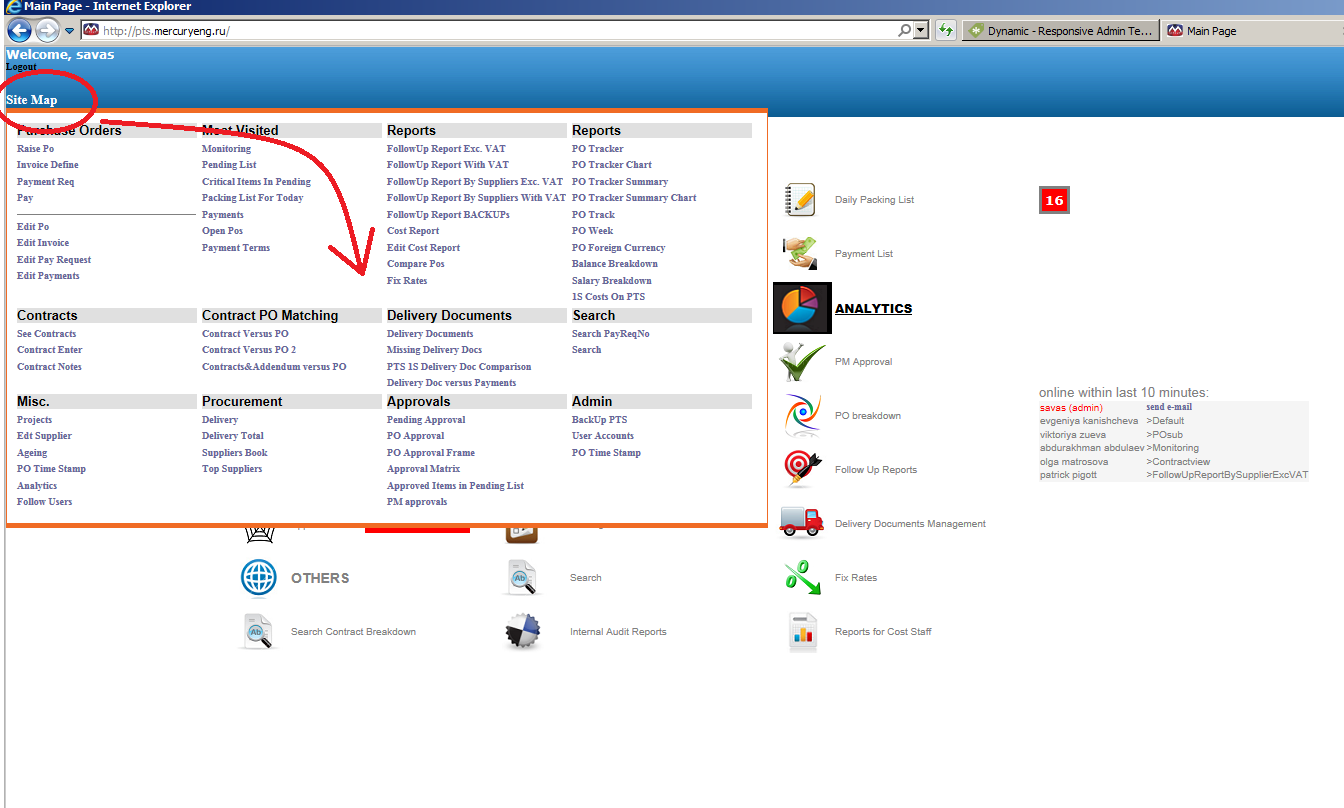 Main Page - Internet Explorer
http://pts.mercuryeng.ru/
Dynamic - Responsive Admin Te...
Main Page
Welcome, savas
Logout
Site Map
Purchase Orders
Raise Po
Invoice Define
Payment Req
Pay
Edit Po
Edit Invoice
Edit Pay Request
Edit Payments
Most Visited
Monitoring
Pending List
Critical Items In Pending
Packing List For Today
Payments
Open Pos
Payment Terms
Reports
FollowUp Report Exc. VAT
FollowUp Report With VAT
FollowUp Report By Suppliers Exc. VAT
FollowUp Report By Suppliers With VAT
FollowUp Report BACKUPs
Cost Report
Edit Cost Report
Compare Pos
Fix Rates
Reports
PO Tracker
PO Tracker Chart
PO Tracker Summary
PO Tracker Summary Chart
PO Track
PO Week
PO Foreign Currency
Balance Breakdown
Salary Breakdown
1S Costs On PTS
Contracts
See Contracts
Contract Enter
Contract Notes
Contract PO Matching
Contract Versus PO
Contract Versus PO 2
Contracts&Addendum versus PO
Delivery Documents
Delivery Documents
Missing Delivery Docs
PTS 1S Delivery Doc Comparison
Delivery Doc versus Payments
Search
Search PayReqNo
Search
Misc.
Projects
Edt Supplier
Ageing
PO Time Stamp
Analytics
Follow Users
Procurement
Delivery
Delivery Total
Suppliers Book
Top Suppliers
Approvals
Pending Approval
PO Approval
PO Approval Frame
Approval Matrix
Approved Items in Pending List
PM approvals
Admin
BackUp PTS
User Accounts
PO Time Stamp
OTHERS
Search
Search Contract Breakdown
Internal Audit Reports
Daily Packing List
Payment List
ANALYTICS
PM Approval
PO breakdown
Follow Up Reports
Delivery Documents Management
Fix Rates
Reports for Cost Staff
16
online within last 10 minutes:
savas (admin) send e-mail
evgeniya kanishcheva >Default
viktoriya zueva >POsub
abdurakhman abdulaev >Monitoring
olga matrosova >Contractview
patrick pigott >FollowUpReportBySupplierExcVAT